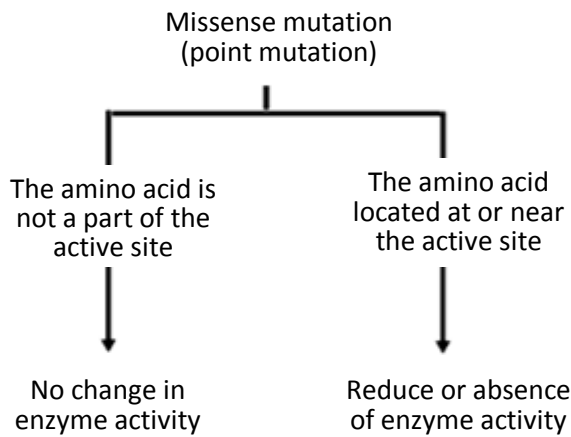 Missense mutation
(point mutation)
The amino acid is
not a part of the
active site
The amino acid
located at or near
the active site
No change in
enzyme activity
Reduce or absence
of enzyme activity